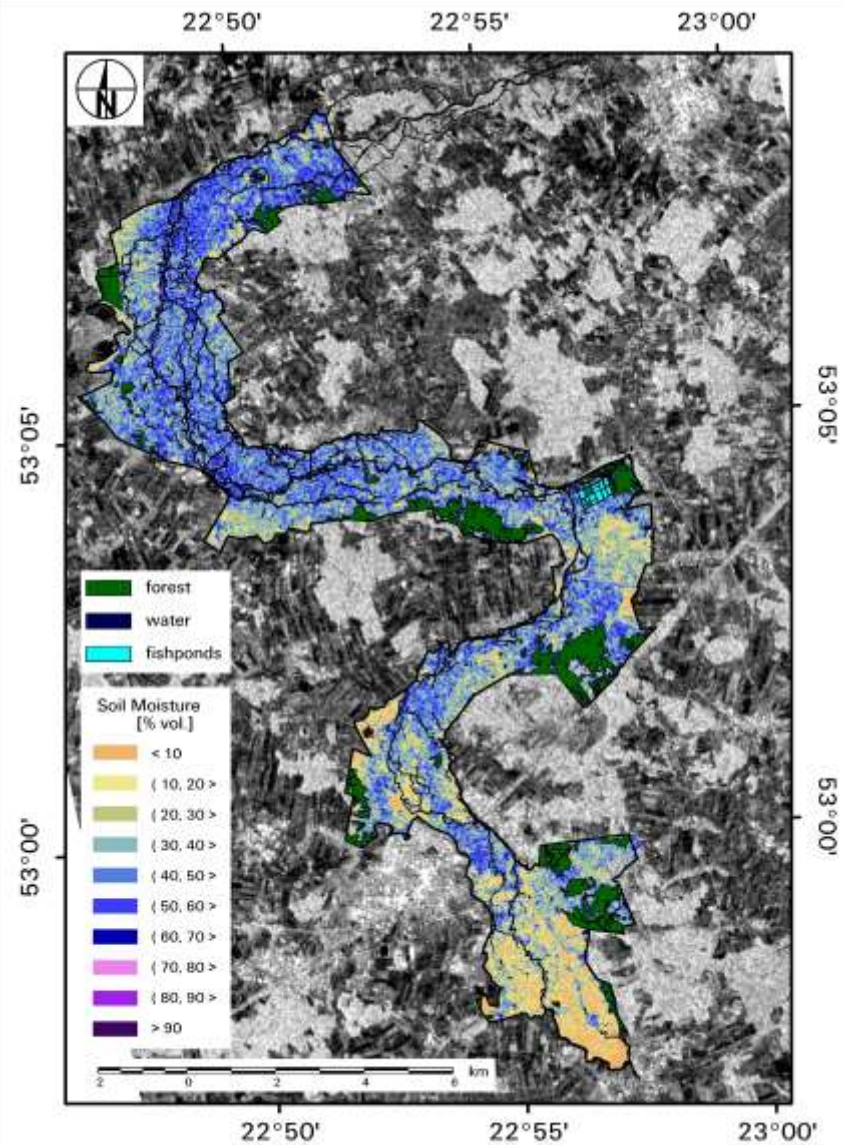 22°50' 22°55' 23°00'
N
53°05'
53°05'
forest
water
fishponds
Soil Moisture
[% vol.]
< 10
( 10, 20 >
( 20, 30 >
( 30, 40 >
( 40, 50 >
( 50, 60 >
( 60, 70 >
( 70, 80 >
( 80, 90 >
> 90
53°00'
53°00'
2 0 2 4 6 km
22°50' 22°55' 23°00'